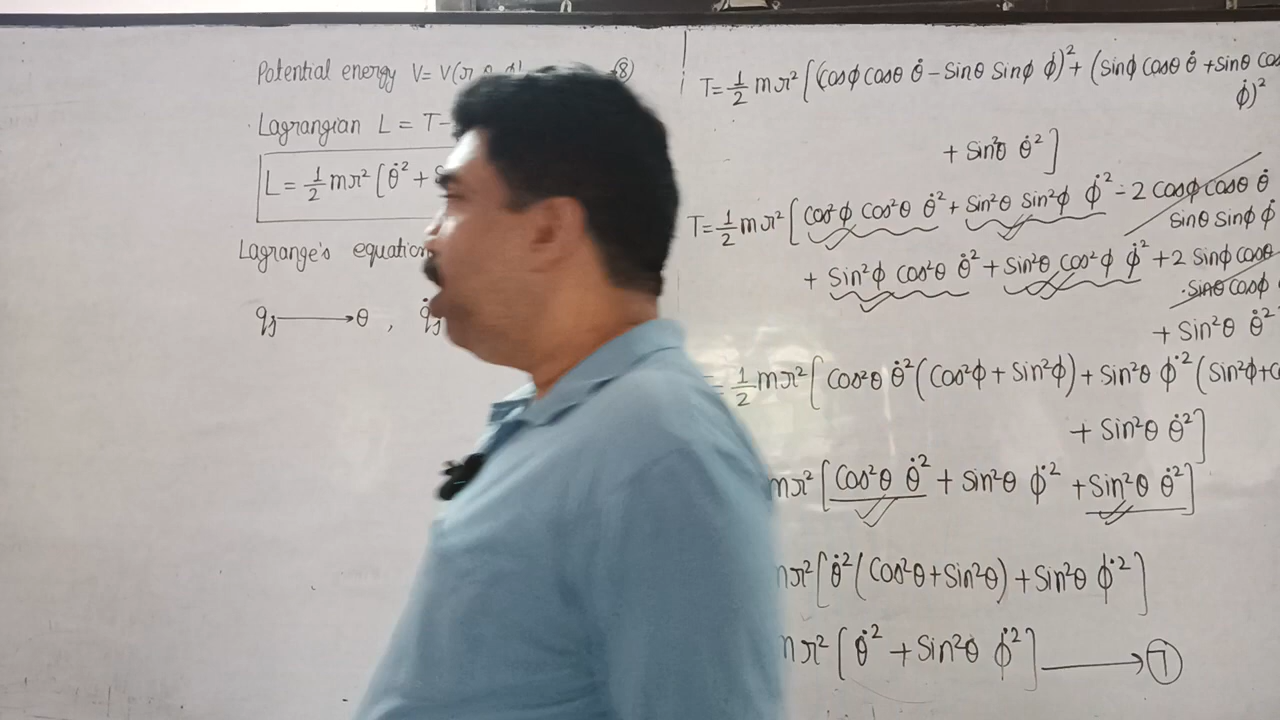 Potential energy V = V(r ⑧
Lagrangian L = T-
L = 1/2 mr² [θ̇² + S
Lagrange's equation
qⱼ ⟶ θ , q̇ⱼ
T = 1/2 mr² [(cosϕ cosθ θ̇ - sinθ sinϕ ϕ̇)² + (sinϕ cosθ θ̇ + sinθ cos
ϕ̇)²
+ Sin²θ θ̇²]
T = 1/2 mr² [cos²ϕ cos²θ θ̇² + sin²θ sin²ϕ ϕ̇² - 2 cosϕ cosθ θ̇
sinθ sinϕ ϕ̇
+ Sin²ϕ cos²θ θ̇² + sin²θ cos²ϕ ϕ̇² + 2 sinϕ cosθ
· sinθ cosϕ
+ Sin²θ θ̇²
= 1/2 mr² [cos²θ θ̇² (cos²ϕ + sin²ϕ) + sin²θ ϕ̇² (sin²ϕ + c
+ Sin²θ θ̇²]
mr² [cos²θ θ̇² + sin²θ ϕ̇² + sin²θ θ̇²]
mr² [θ̇² (cos²θ + sin²θ) + sin²θ ϕ̇²]
mr² [θ̇² + sin²θ ϕ̇²] ⟶ ⑦